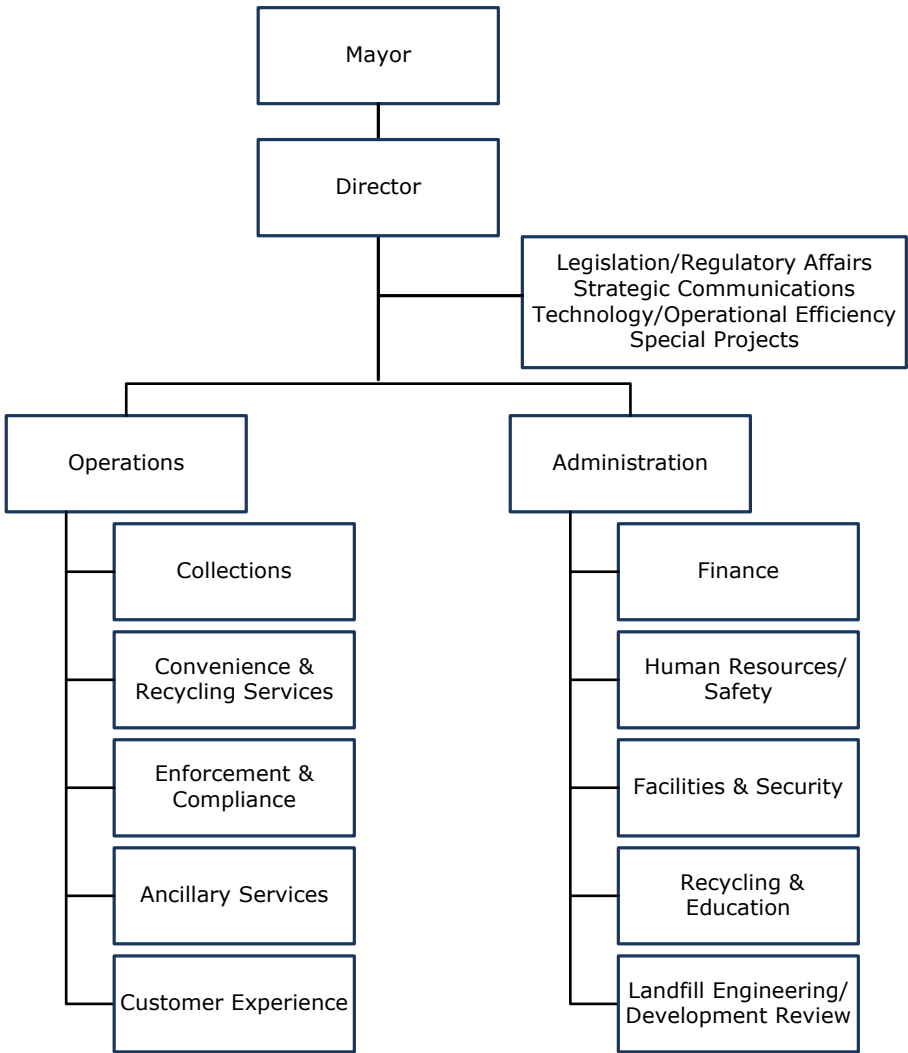 Mayor
Director
Legislation/Regulatory Affairs
Strategic Communications
Technology/Operational Efficiency
Special Projects
Operations
Administration
Collections
Finance
Convenience &
Recycling Services
Human Resources/
Safety
Enforcement &
Compliance
Facilities & Security
Ancillary Services
Recycling &
Education
Customer Experience
Landfill Engineering/
Development Review